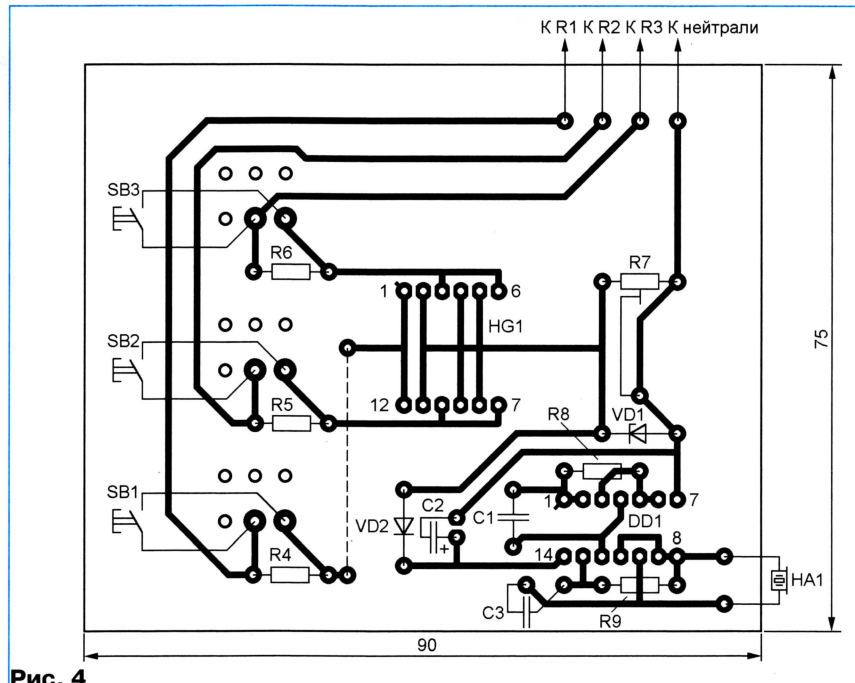 К R1 К R2 К R3 К нейтрали
SB3
R6
R7
1
6
HG1
SB2
75
12
7
R5
VD1
R8
SB1
1
7
C2
C1
VD2
+
DD1
14
8
R4
HA1
C3
R9
90
Рис. 4